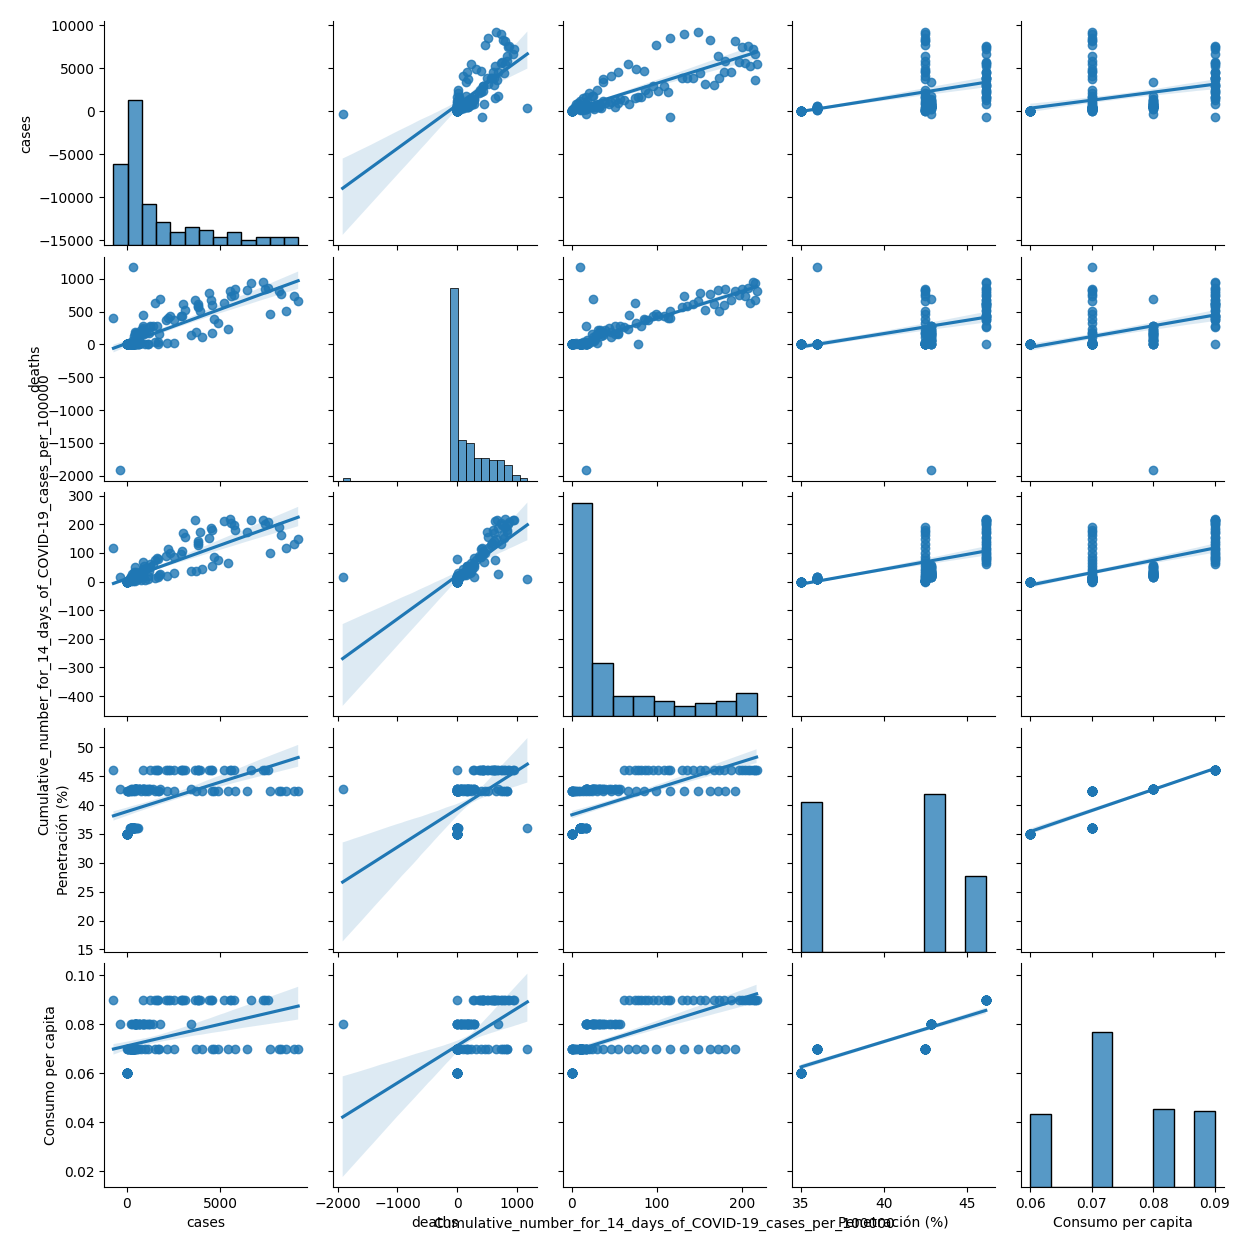 10000
5000
0
−5000
−10000
−15000
cases
1000
500
0
−500
−1000
−1500
−2000
deaths
300
200
100
0
−100
−200
−300
−400
Cumulative_number_for_14_days_of_COVID-19_cases_per_100000
50
45
40
35
30
25
20
15
Penetración (%)
0.10
0.08
0.06
0.04
0.02
Consumo per capita
0 5000
−2000 −1000 0 1000
0 100 200
35 40 45
0.06 0.07 0.08 0.09
cases
deaths
Cumulative_number_for_14_days_of_COVID-19_cases_per_100000
Penetración (%)
Consumo per capita